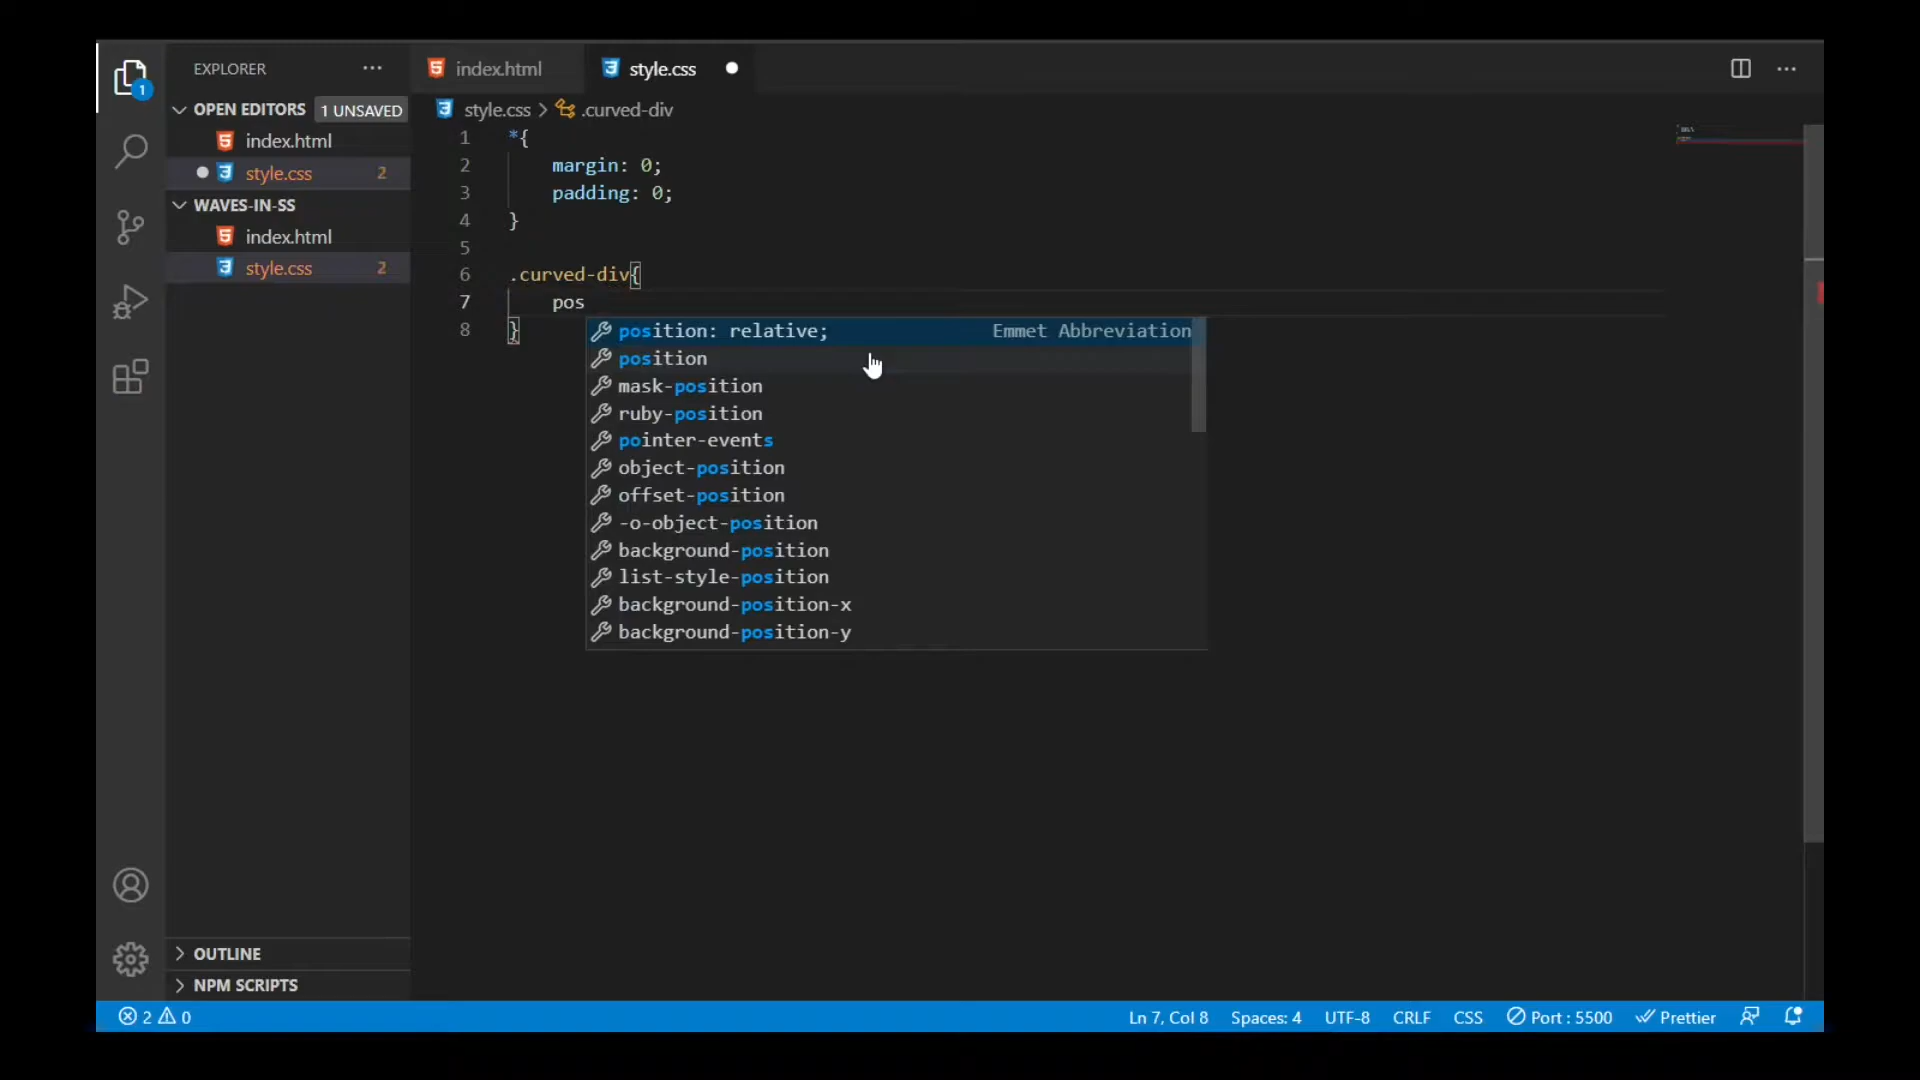 EXPLORER ...
index.html
style.css
OPEN EDITORS 1 UNSAVED
index.html
style.css 2
WAVES-IN-SS
index.html
style.css 2
OUTLINE
NPM SCRIPTS
1
style.css > .curved-div
1 *{
2 margin: 0;
3 padding: 0;
4 }
5
6 .curved-div{
7 pos
8 }
position: relative; Emmet Abbreviation
position
mask-position
ruby-position
pointer-events
object-position
offset-position
-o-object-position
background-position
list-style-position
background-position-x
background-position-y
2 0 Ln 7, Col 8 Spaces: 4 UTF-8 CRLF CSS Port : 5500 Prettier